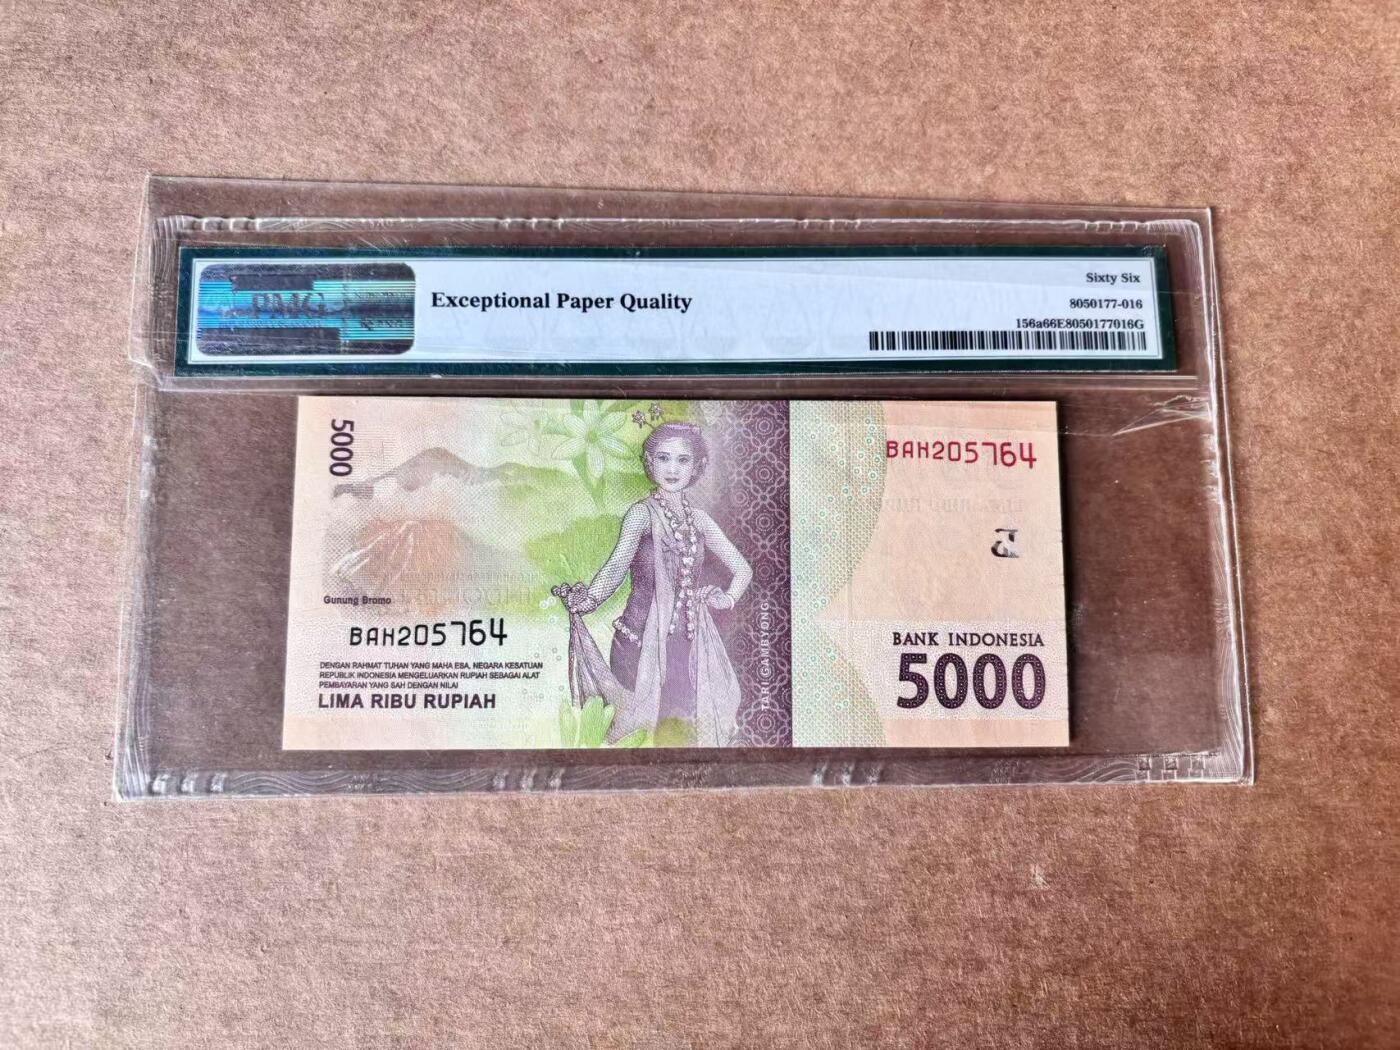 PMG
Exceptional Paper Quality
Sixty Six
8050177-016
156a66E8050177016G
5000
BAH205764
Gunung Bromo
BAH205764
DENGAN RAHMAT TUHAN YANG MAHA ESA, NEGARA KESATUAN
REPUBLIK INDONESIA MENGELUARKAN RUPIAH SEBAGAI ALAT
PEMBAYARAN YANG SAH DENGAN NILAI
LIMA RIBU RUPIAH
TARI GAMBYONG
BANK INDONESIA
5000